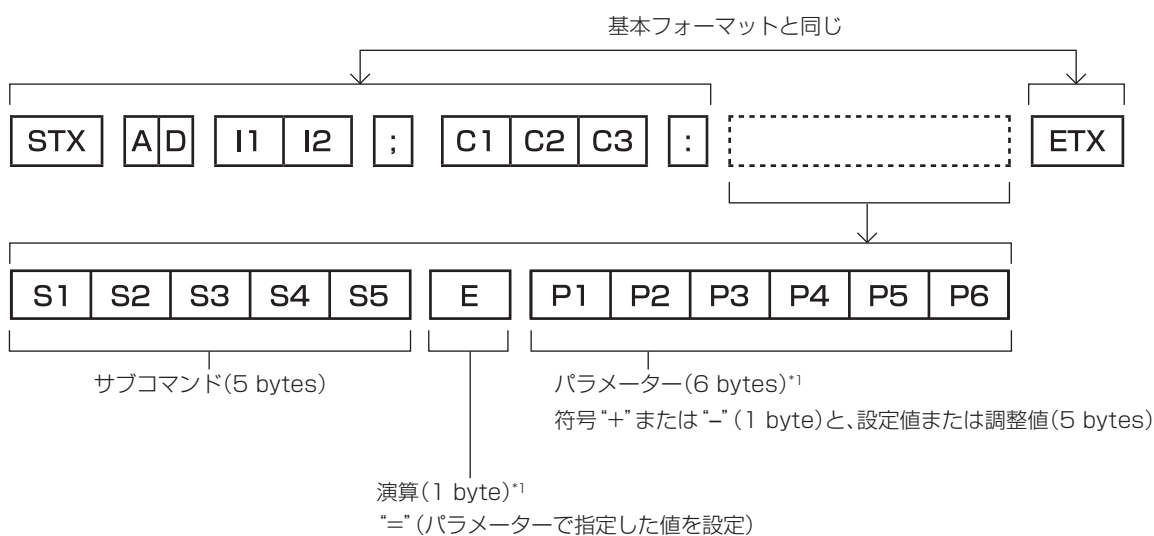 基本フォーマットと同じ
STX A D I1 I2 ; C1 C2 C3 : ETX
S1 S2 S3 S4 S5 E P1 P2 P3 P4 P5 P6
サブコマンド(5 bytes)
パラメーター(6 bytes)*1
符号“+”または“−”(1 byte)と、設定値または調整値(5 bytes)
演算(1 byte)*1
“=”(パラメーターで指定した値を設定)